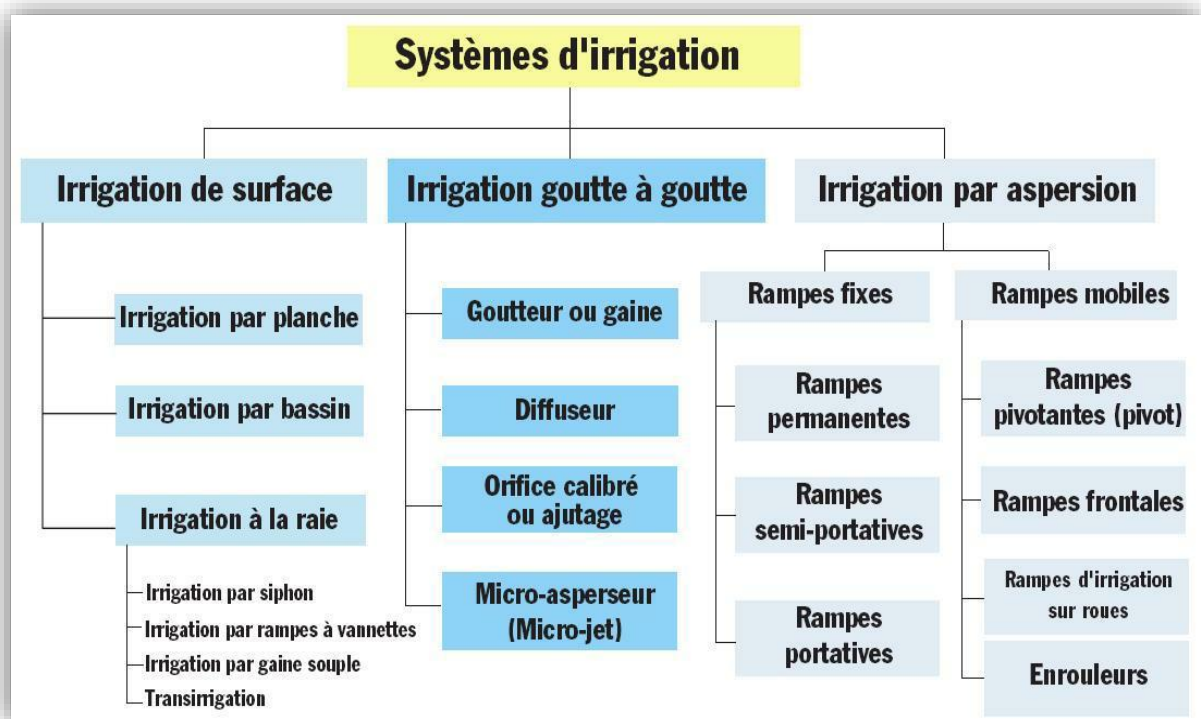 Systèmes d'irrigation
Irrigation de surface
Irrigation par planche
Irrigation par bassin
Irrigation à la raie
Irrigation par siphon
Irrigation par rampes à vannettes
Irrigation par gaine souple
Transirrigation
Irrigation goutte à goutte
Goutteur ou gaine
Diffuseur
Orifice calibré
ou ajutage
Micro-asperseur
(Micro-jet)
Irrigation par aspersion
Rampes fixes
Rampes
permanentes
Rampes
semi-portatives
Rampes
portatives
Rampes mobiles
Rampes
pivotantes (pivot)
Rampes frontales
Rampes d'irrigation
sur roues
Enrouleurs